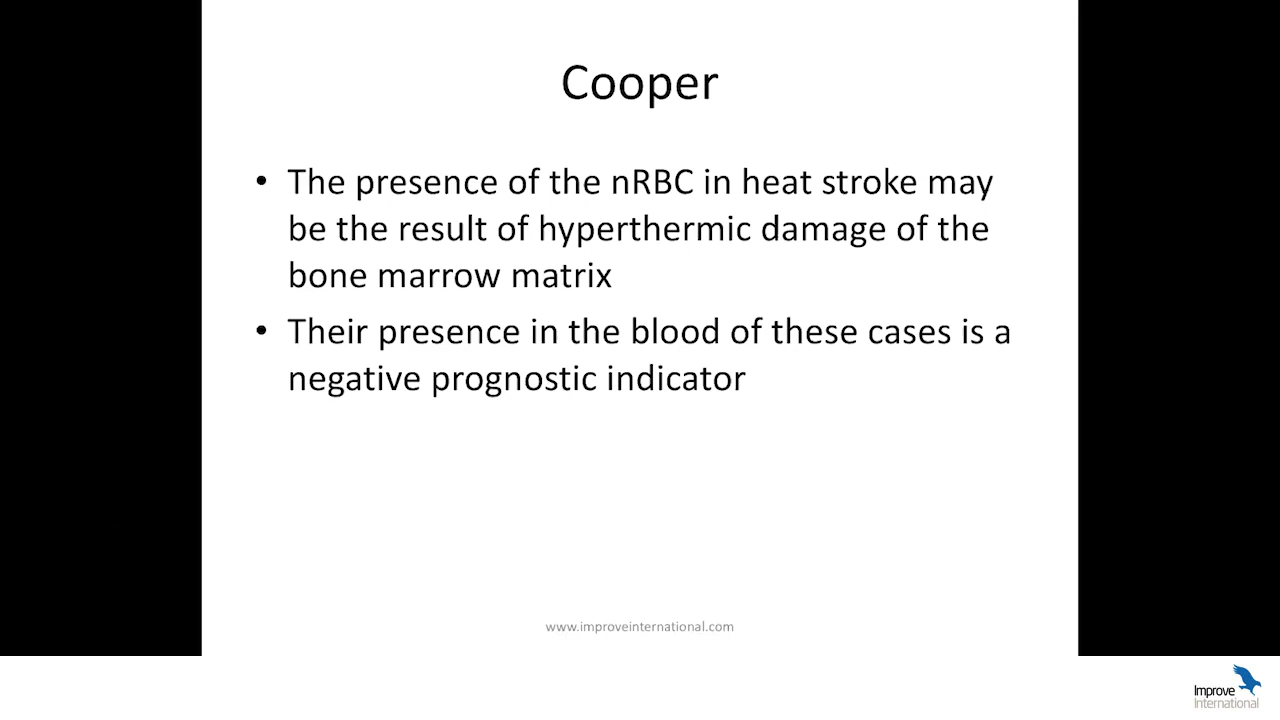 Cooper
• The presence of the nRBC in heat stroke may
be the result of hyperthermic damage of the
bone marrow matrix
• Their presence in the blood of these cases is a
negative prognostic indicator
www.improveinternational.com
Improve
International